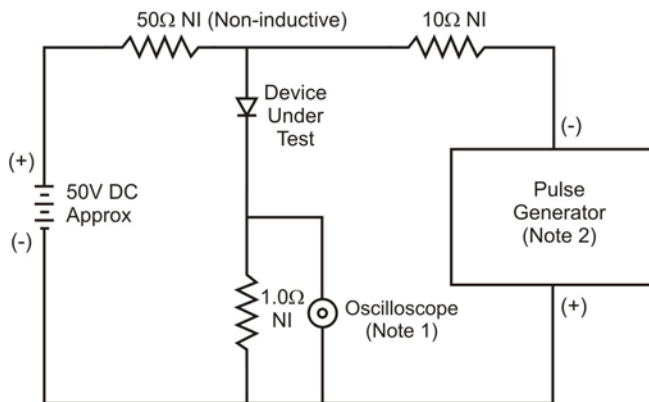 50Ω NI (Non-inductive)
10Ω NI
Device
Under
Test
(-)
(+)
50V DC
Approx
(-)
Pulse
Generator
(Note 2)
1.0Ω
NI
Oscilloscope
(Note 1)
(+)